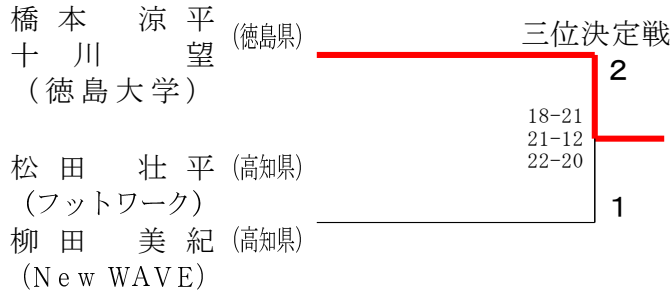 橋本 涼平 (徳島県)
十川 望
(徳島大学)
三位決定戦
2
18-21
21-12
22-20
松田 壮平 (高知県)
(フットワーク)
1
柳田 美紀 (高知県)
(New WAVE)